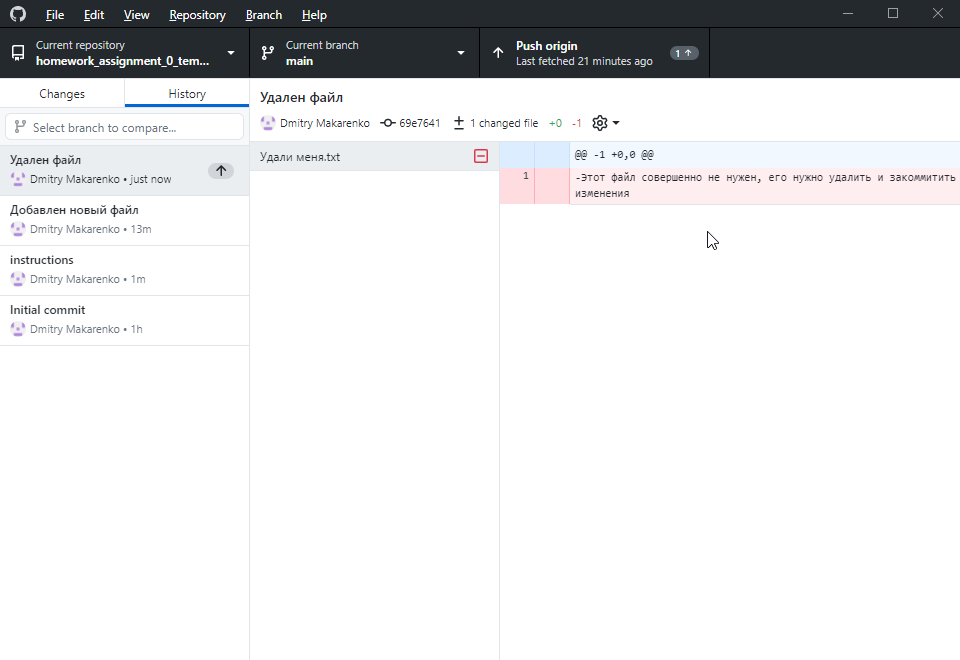 File Edit View Repository Branch Help
Current repository
homework_assignment_0_tem...
Current branch
main
Push origin
Last fetched 21 minutes ago
1
Changes History
Select branch to compare...
Удален файл
Dmitry Makarenko • just now
Добавлен новый файл
Dmitry Makarenko • 13m
instructions
Dmitry Makarenko • 1m
Initial commit
Dmitry Makarenko • 1h
Удален файл
Dmitry Makarenko 69e7641 1 changed file +0 -1
Удали меня.txt
@@ -1 +0,0 @@
1 -Этот файл совершенно не нужен, его нужно удалить и закоммитить
изменения